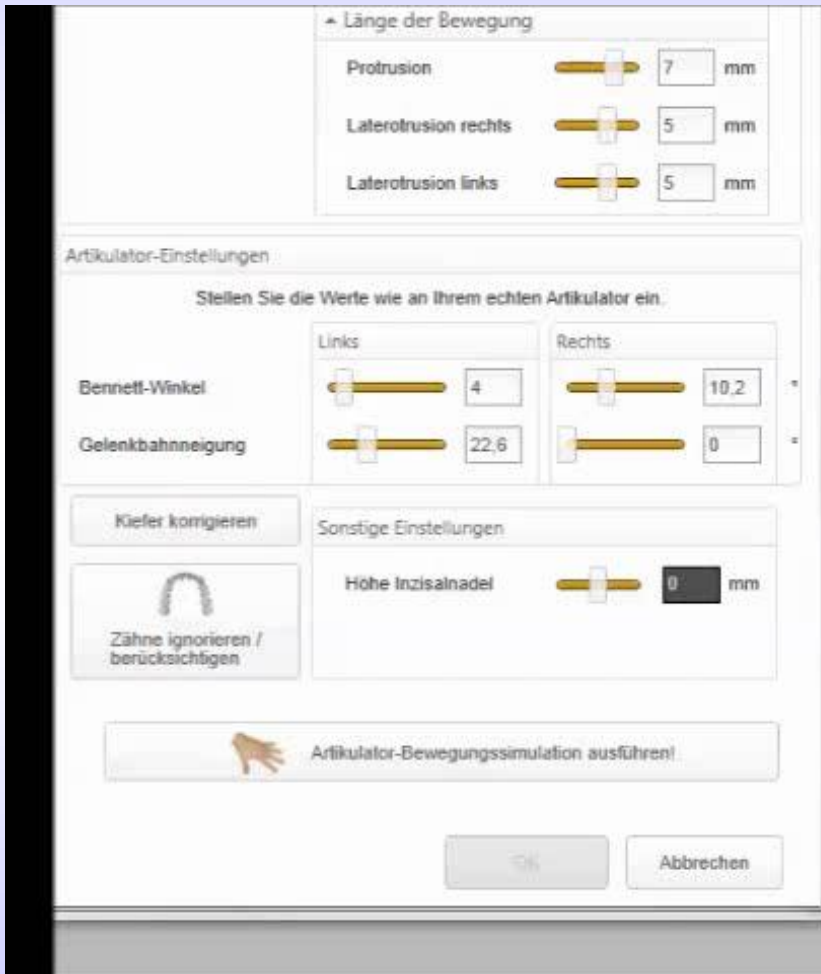 Länge der Bewegung
Protrusion 7 mm
Laterotrusion rechts 5 mm
Laterotrusion links 5 mm
Artikulator-Einstellungen
Stellen Sie die Werte wie an Ihrem echten Artikulator ein.
Links Rechts
Bennett-Winkel 4 10,2 °
Gelenkbahnneigung 22,6 0 °
Kiefer korrigieren
Sonstige Einstellungen
Höhe Inzisalnadel 0 mm
Zähne ignorieren /
berücksichtigen
Artikulator-Bewegungssimulation ausführen!
OK Abbrechen